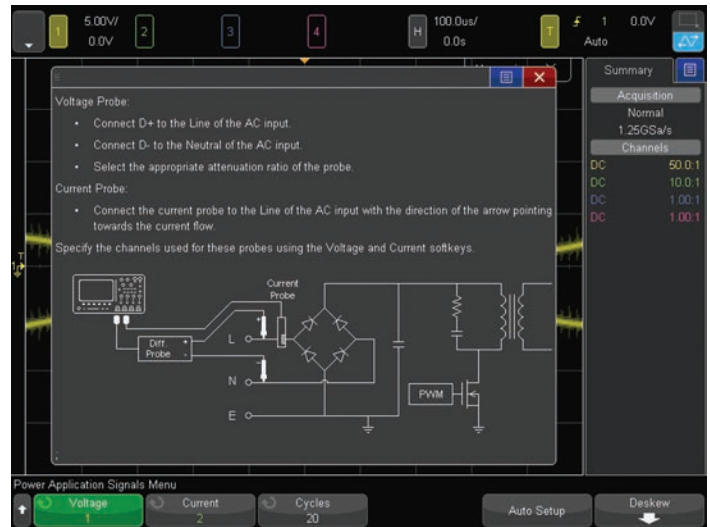 1
5.00V/
0.0V
2
3
4
H
100.0us/
0.0s
T
1
0.0V
Auto
Summary
Acquisition
Normal
1.25GSa/s
Channels
DC 50.0:1
DC 10.0:1
DC 1.00:1
DC 1.00:1
Voltage Probe:
• Connect D+ to the Line of the AC input.
• Connect D- to the Neutral of the AC input.
• Select the appropriate attenuation ratio of the probe.
Current Probe:
• Connect the current probe to the Line of the AC input with the direction of the arrow pointing
towards the current flow.
Specify the channels used for these probes using the Voltage and Current softkeys.
Current
Probe
Diff. +
Probe -
+
L
-
N
E
PWM
T
1
Power Application Signals Menu
Voltage
1
Current
2
Cycles
20
Auto Setup
Deskew